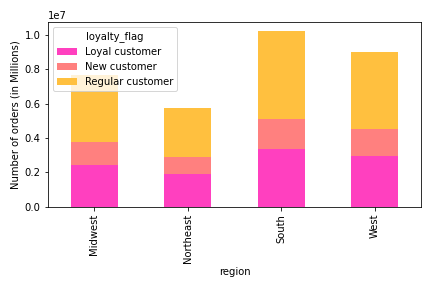 1e7
loyalty_flag
Loyal customer
New customer
Regular customer
Number of orders (in Millions)
1.0
0.8
0.6
0.4
0.2
0.0
Midwest
Northeast
South
West
region